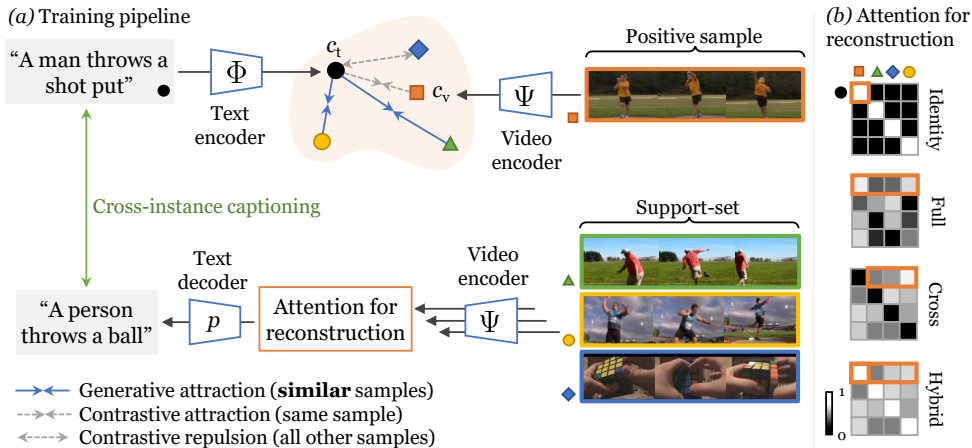 (a) Training pipeline
“A man throws a
shot put”
Φ
Text
encoder
cₜ
cᵥ
Ψ
Video
encoder
Positive sample
Cross-instance captioning
“A person
throws a ball”
Text
decoder
p
Attention for
reconstruction
Video
encoder
Ψ
Support-set
Generative attraction (similar samples)
Contrastive attraction (same sample)
Contrastive repulsion (all other samples)
(b) Attention for
reconstruction
Identity
Full
Cross
Hybrid
1
0